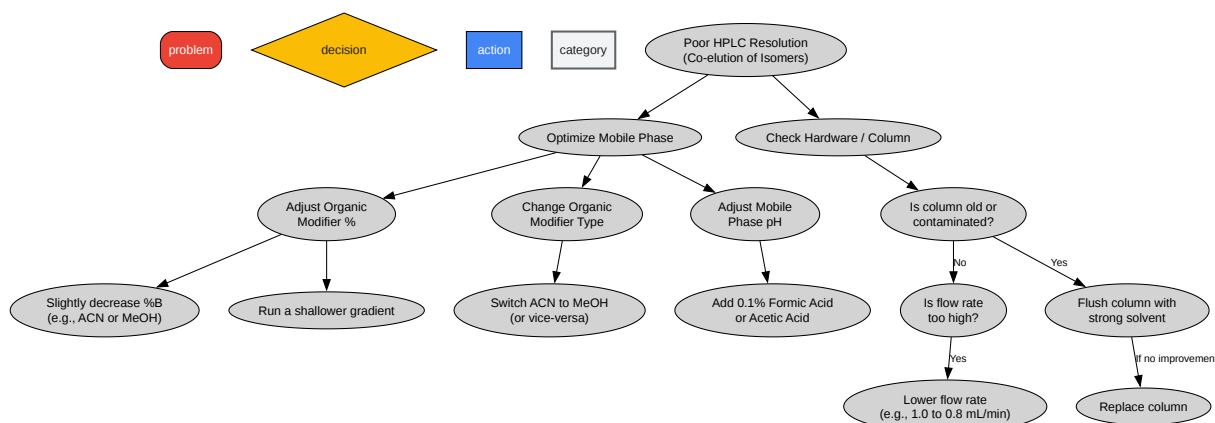 problem
decision
action
category
Poor HPLC Resolution
(Co-elution of Isomers)
Optimize Mobile Phase
Check Hardware / Column
Adjust Organic
Modifier %
Change Organic
Modifier Type
Adjust Mobile
Phase pH
Is column old or
contaminated?
No
Yes
Slightly decrease %B
(e.g., ACN or MeOH)
Run a shallower gradient
Switch ACN to MeOH
(or vice-versa)
Add 0.1% Formic Acid
or Acetic Acid
Is flow rate
too high?
Flush column with
strong solvent
Yes
If no improvemen
Lower flow rate
(e.g., 1.0 to 0.8 mL/min)
Replace column